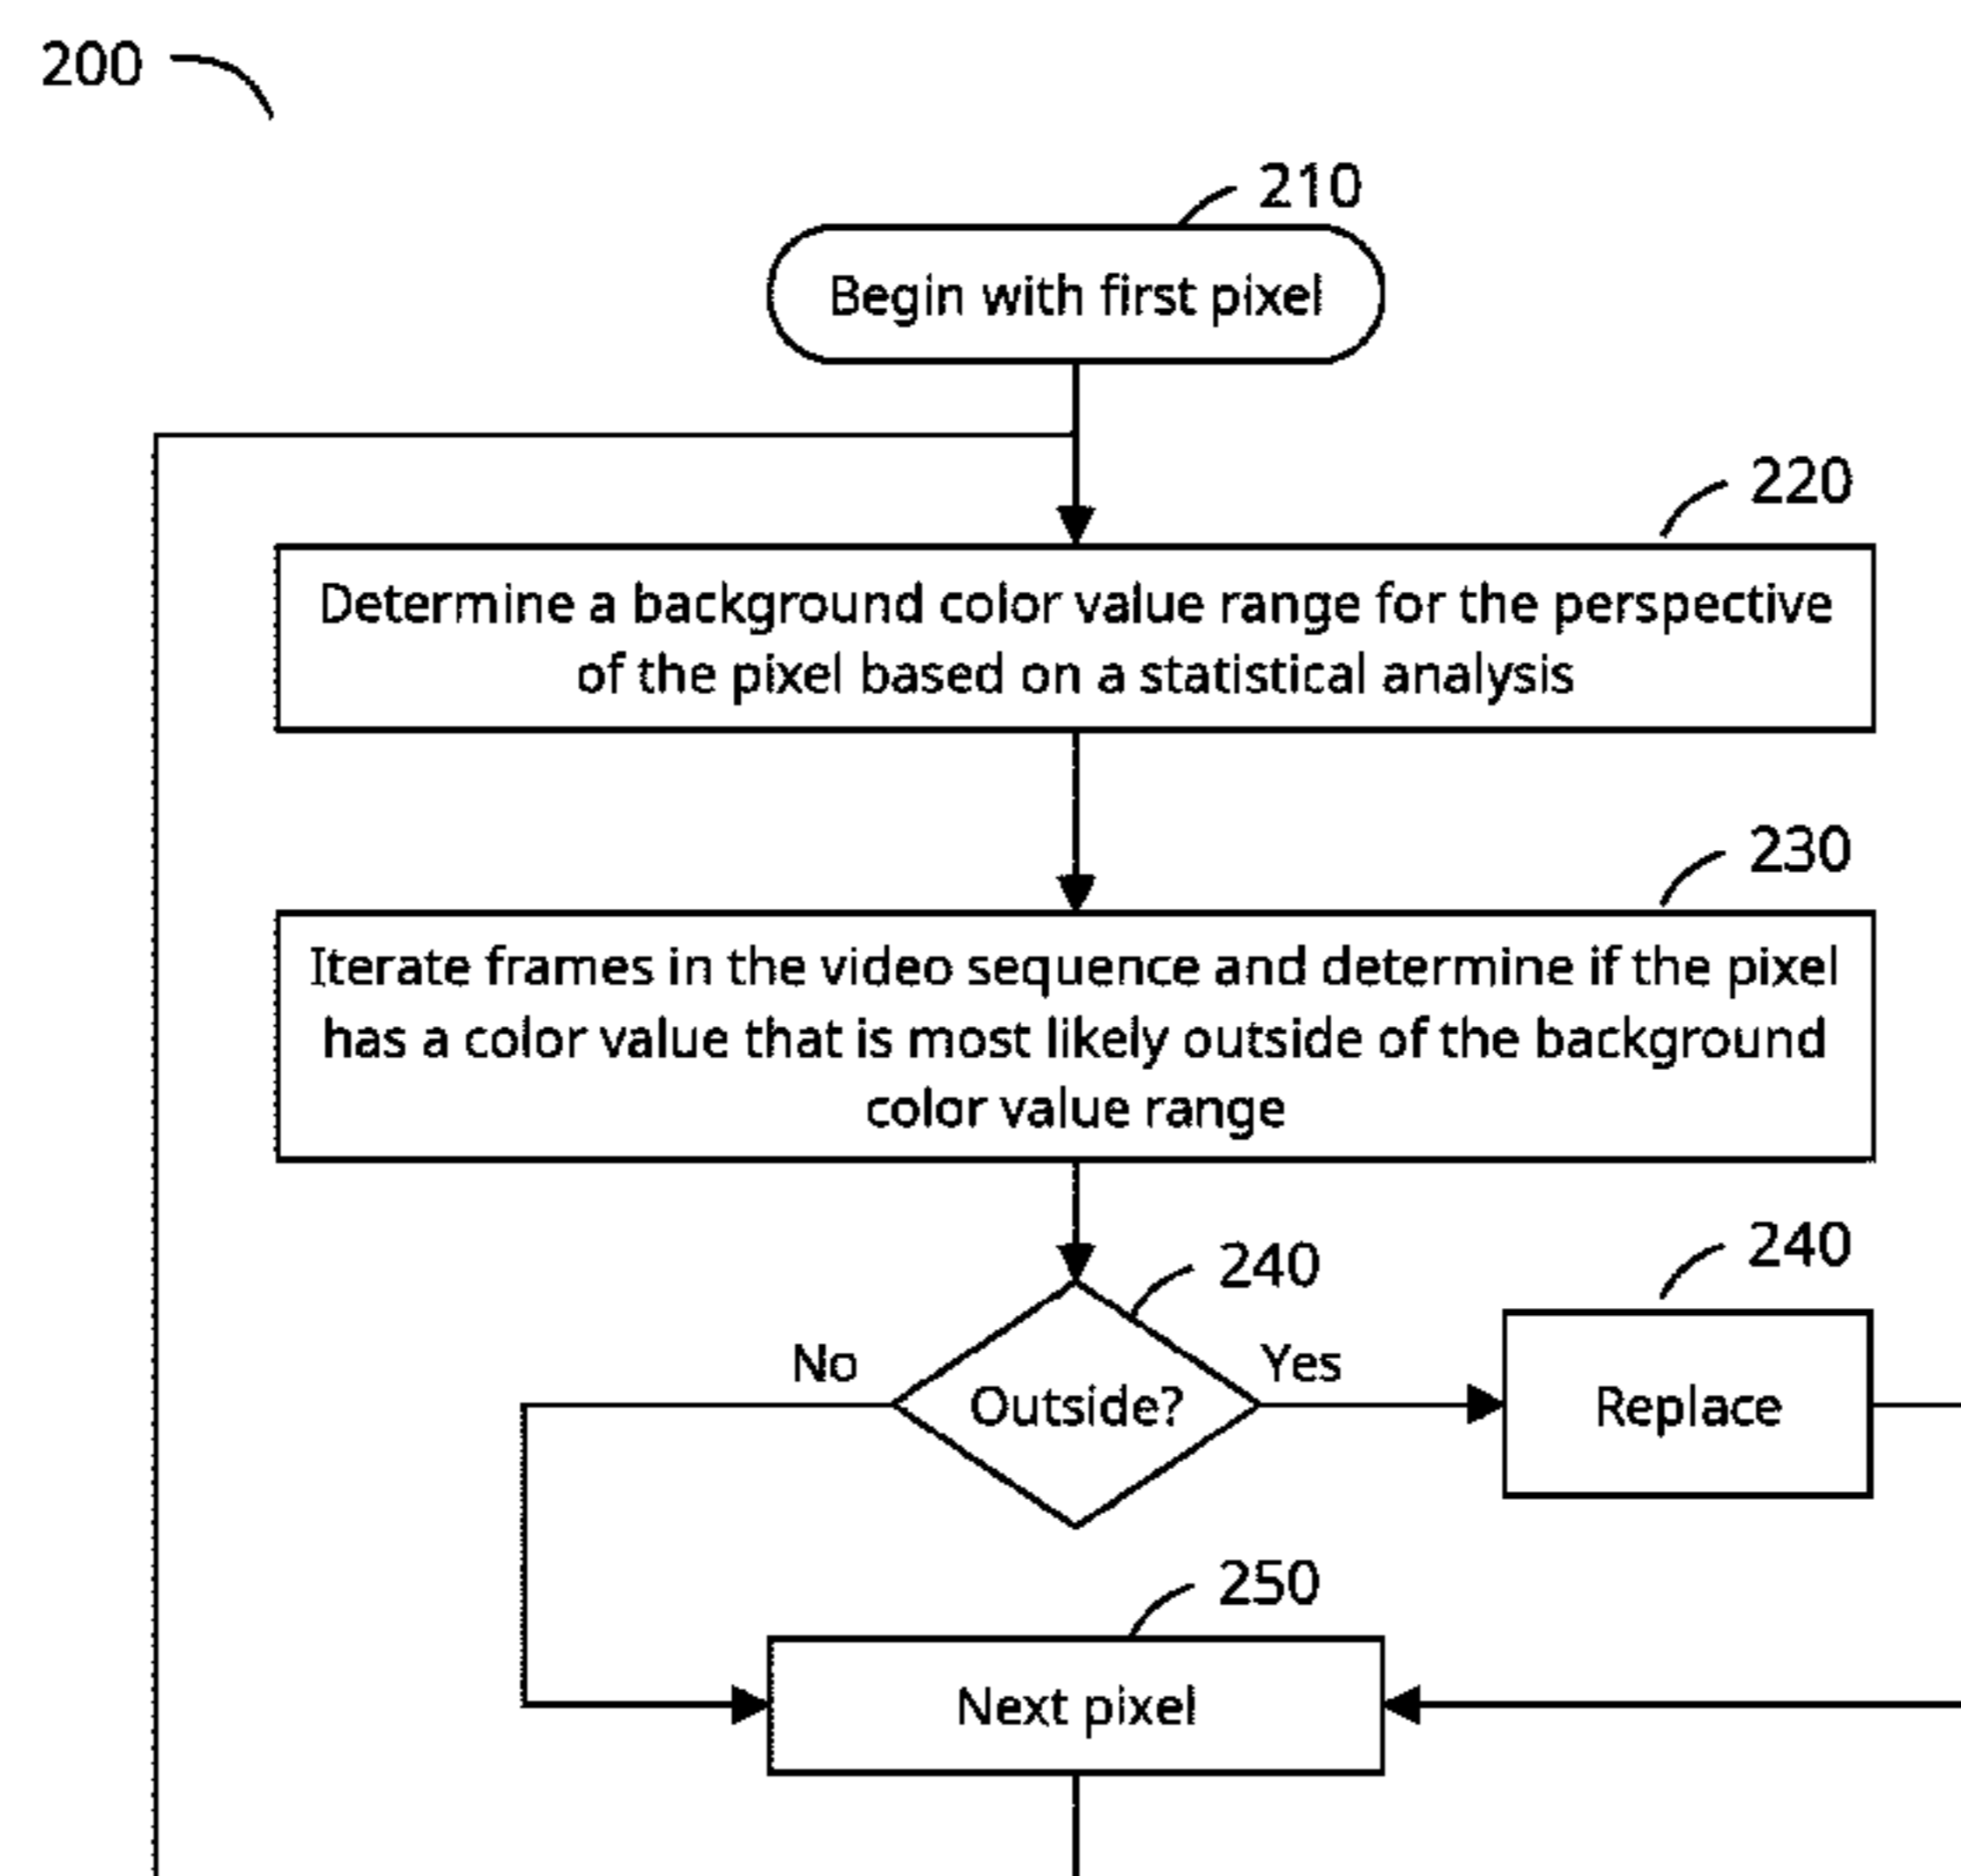 200
210
Begin with first pixel
220
Determine a background color value range for the perspective
of the pixel based on a statistical analysis
230
Iterate frames in the video sequence and determine if the pixel
has a color value that is most likely outside of the background
color value range
240
240
No
Yes
Outside?
Replace
250
Next pixel